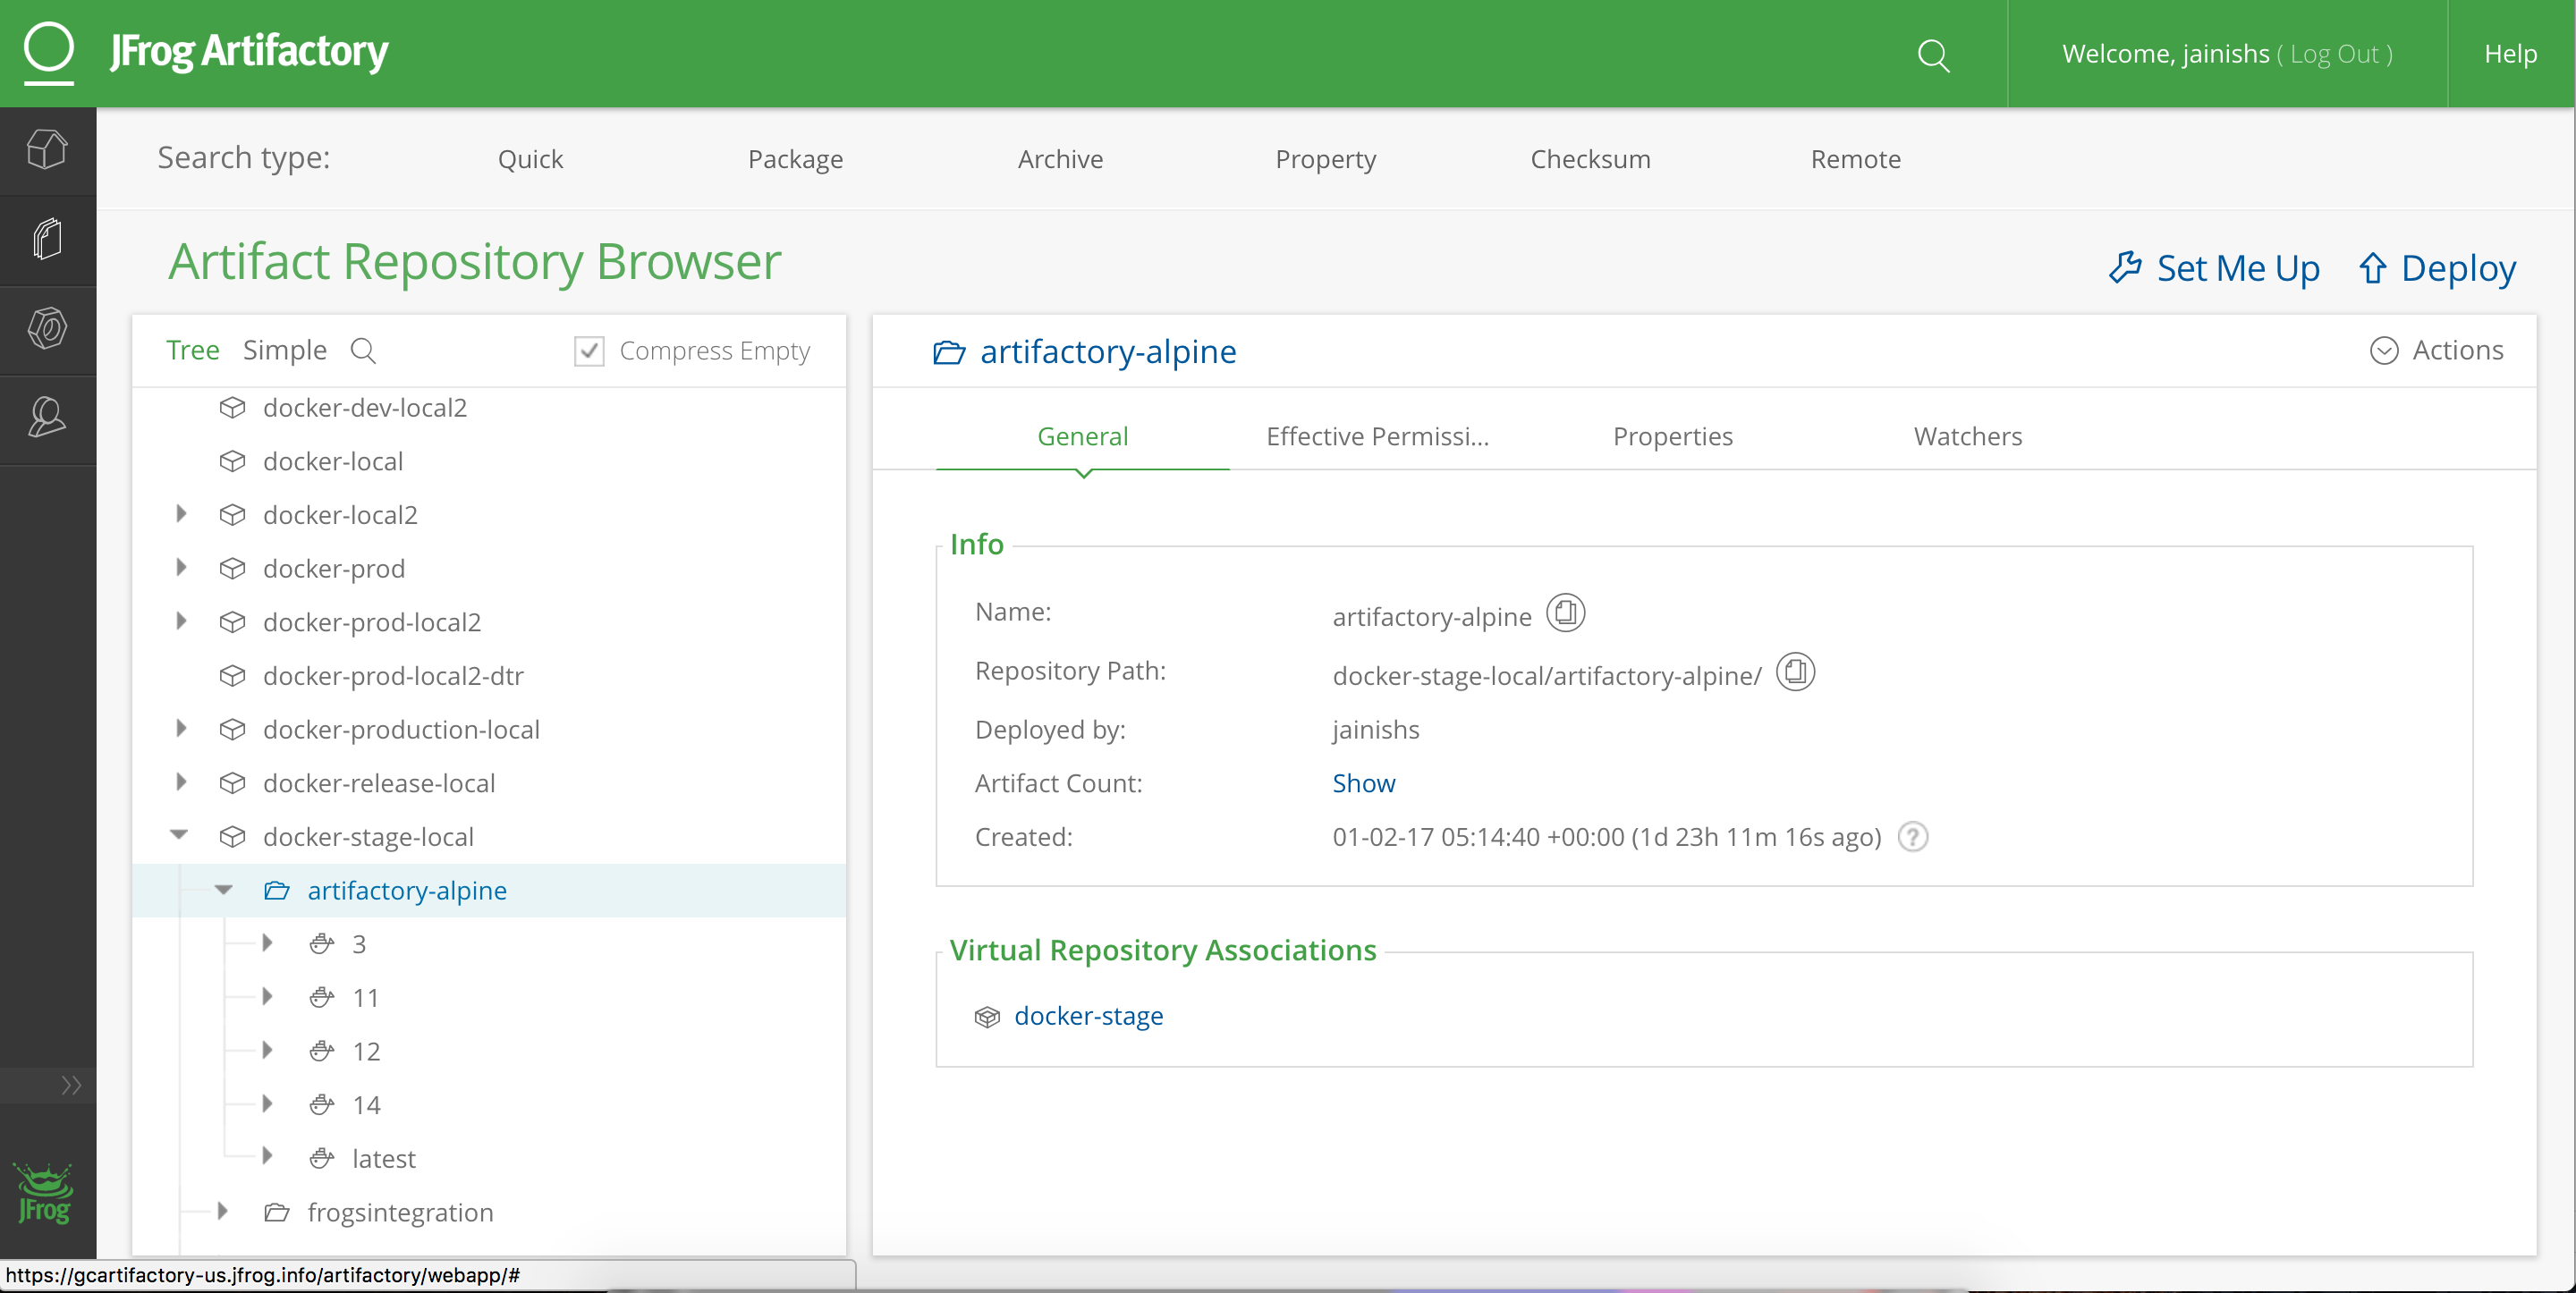 JFrog Artifactory
Welcome, jainishs ( Log Out )
Help
Search type:
Quick
Package
Archive
Property
Checksum
Remote
Artifact Repository Browser
Set Me Up
Deploy
Tree
Simple
Compress Empty
docker-dev-local2
docker-local
docker-local2
docker-prod
docker-prod-local2
docker-prod-local2-dtr
docker-production-local
docker-release-local
docker-stage-local
artifactory-alpine
3
11
12
14
latest
frogsintegration
artifactory-alpine
Actions
General
Effective Permissi...
Properties
Watchers
Info
Name:
artifactory-alpine
Repository Path:
docker-stage-local/artifactory-alpine/
Deployed by:
jainishs
Artifact Count:
Show
Created:
01-02-17 05:14:40 +00:00 (1d 23h 11m 16s ago)
?
Virtual Repository Associations
docker-stage
JFrog
https://gcartifactory-us.jfrog.info/artifactory/webapp/#